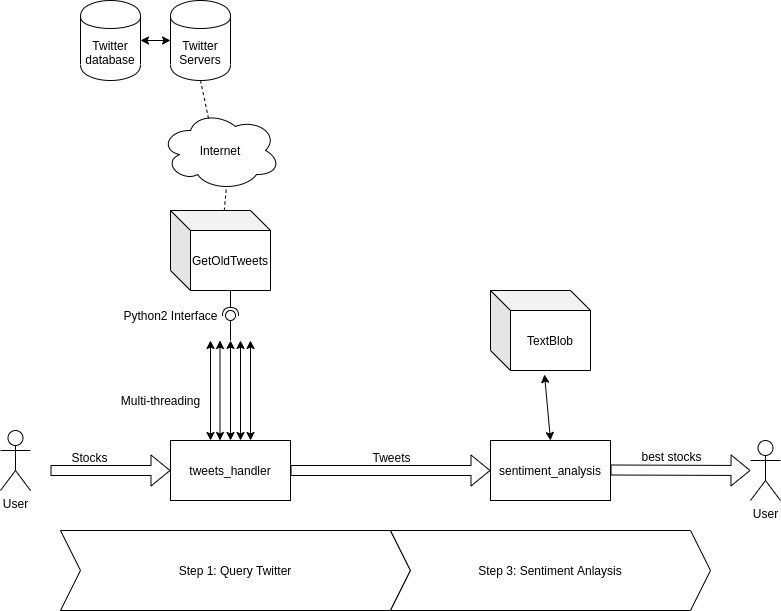 Twitter
database
Twitter
Servers
Internet
GetOldTweets
Python2 Interface
TextBlob
Multi-threading
Stocks
Tweets
best stocks
tweets_handler
sentiment_analysis
User
User
Step 1: Query Twitter
Step 3: Sentiment Anlaysis